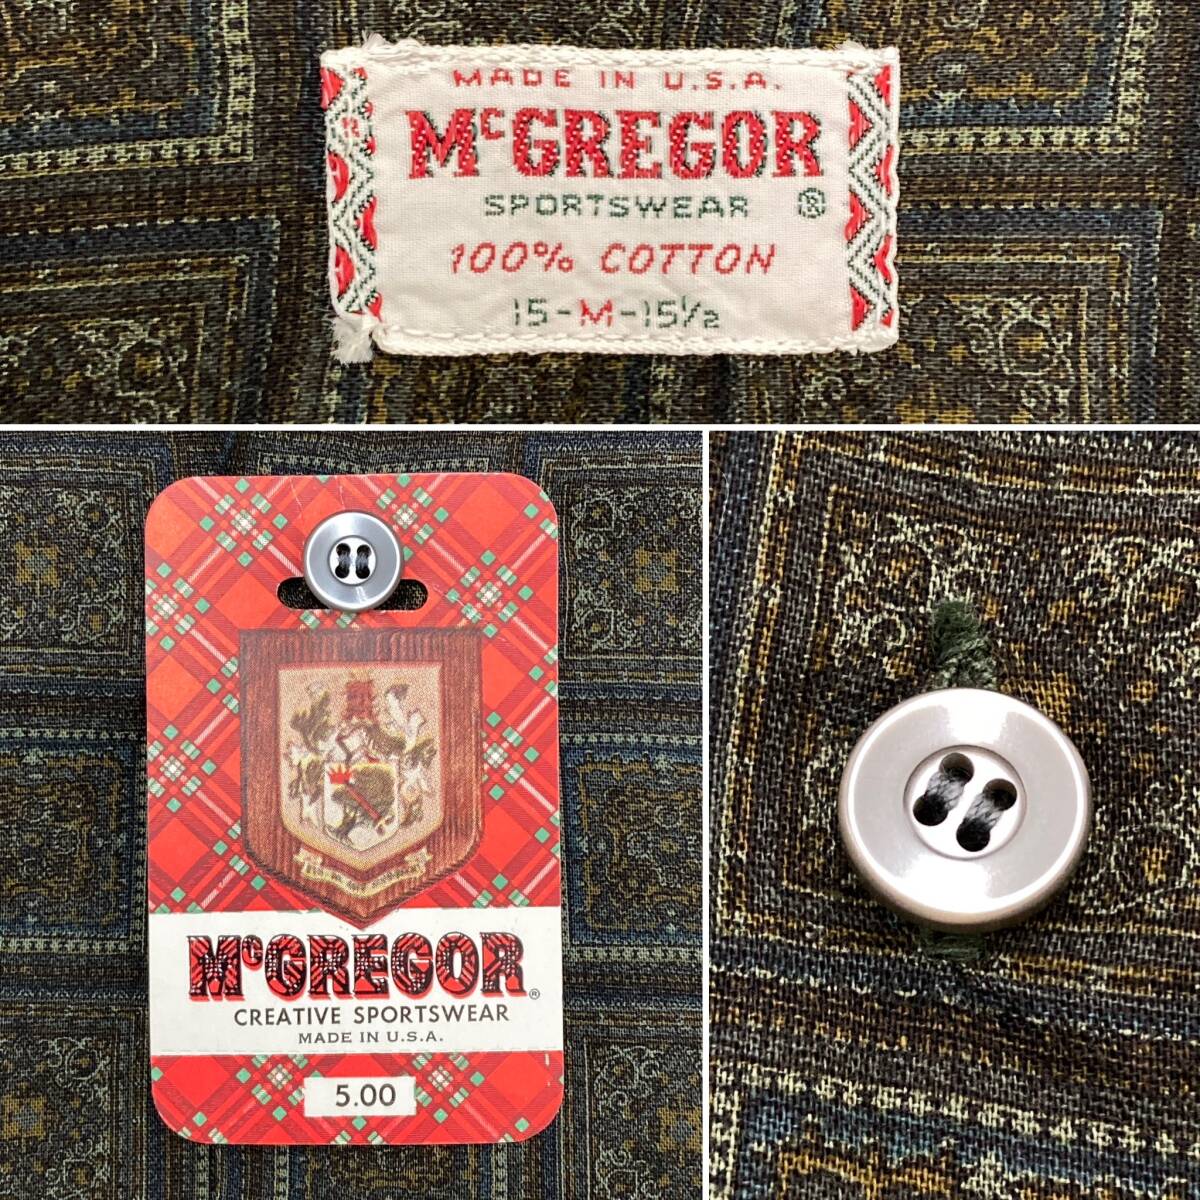 MADE IN U.S.A.
McGREGOR
SPORTSWEAR ®
100% COTTON
15-M-15½
McGREGOR®
CREATIVE SPORTSWEAR
MADE IN U.S.A.
5.00